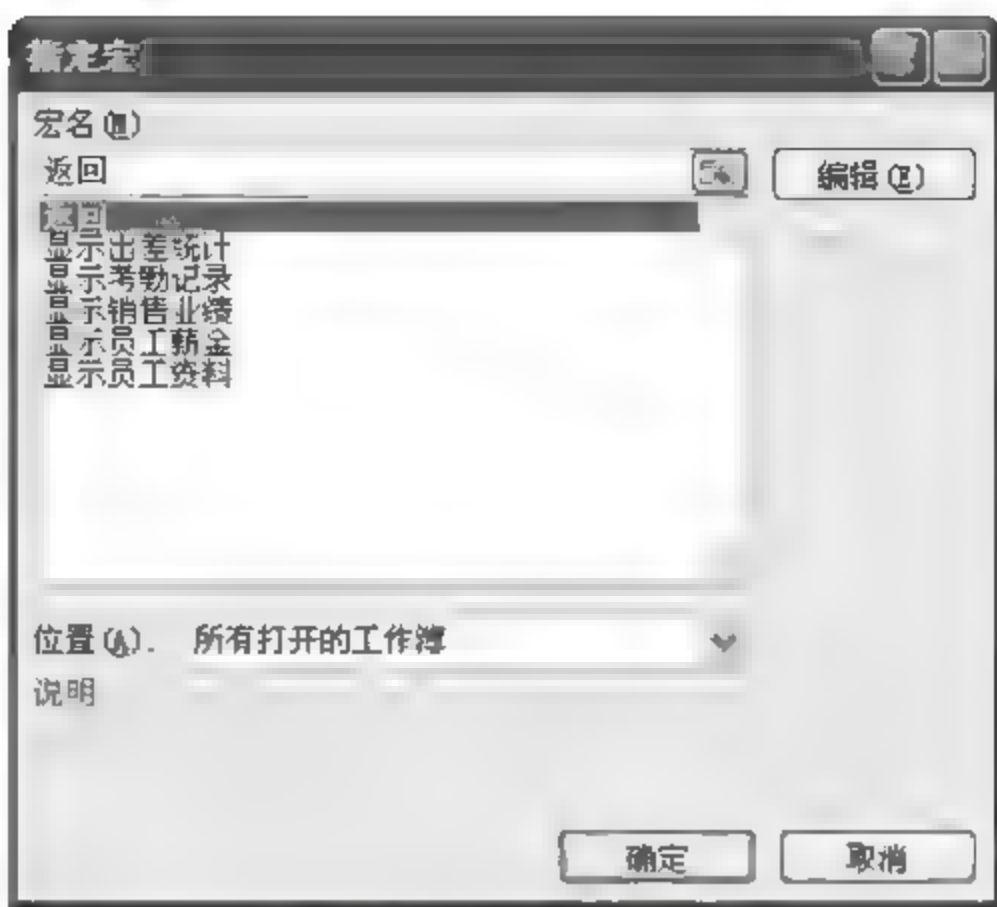 指定宏
宏名(M)
返回
编辑(E)
返回
显示出差统计
显示考勤记录
显示销售业绩
显示员工薪金
显示员工资料
位置(A). 所有打开的工作簿
说明
确定
取消